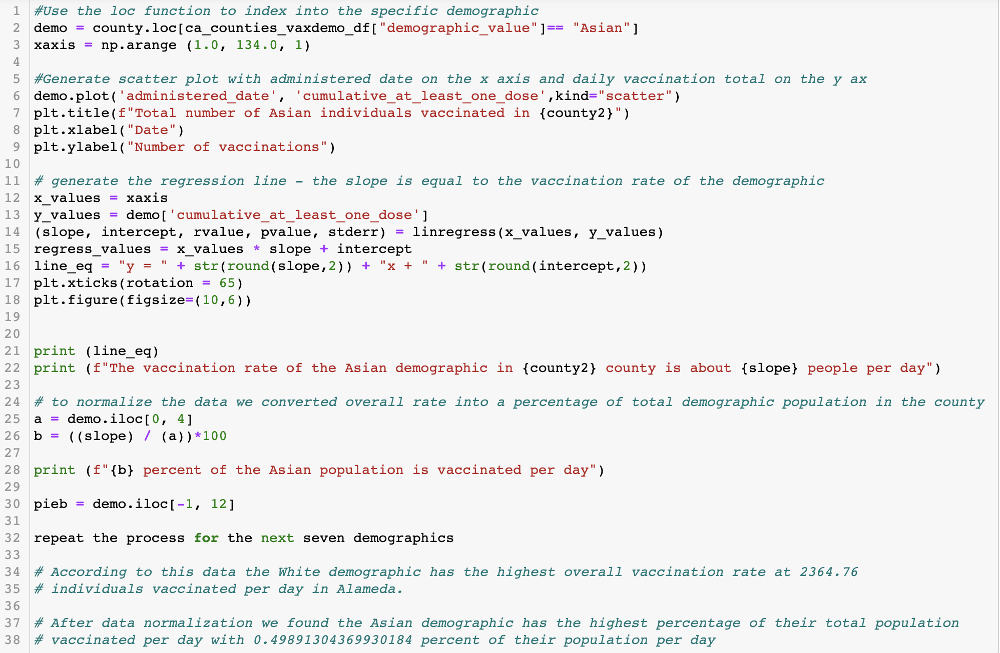 1 #Use the loc function to index into the specific demographic
2 demo = county.loc[ca_counties_vaxdemo_df["demographic_value"]== "Asian"]
3 xaxis = np.arange (1.0, 134.0, 1)
4
5 #Generate scatter plot with administered date on the x axis and daily vaccination total on the y ax
6 demo.plot('administered_date', 'cumulative_at_least_one_dose',kind="scatter")
7 plt.title(f"Total number of Asian individuals vaccinated in {county2}")
8 plt.xlabel("Date")
9 plt.ylabel("Number of vaccinations")
10
11 # generate the regression line – the slope is equal to the vaccination rate of the demographic
12 x_values = xaxis
13 y_values = demo['cumulative_at_least_one_dose']
14 (slope, intercept, rvalue, pvalue, stderr) = linregress(x_values, y_values)
15 regress_values = x_values * slope + intercept
16 line_eq = "y = " + str(round(slope,2)) + "x + " + str(round(intercept,2))
17 plt.xticks(rotation = 65)
18 plt.figure(figsize=(10,6))
19
20
21 print (line_eq)
22 print (f"The vaccination rate of the Asian demographic in {county2} county is about {slope} people per day")
23
24 # to normalize the data we converted overall rate into a percentage of total demographic population in the county
25 a = demo.iloc[0, 4]
26 b = ((slope) / (a))*100
27
28 print (f"{b} percent of the Asian population is vaccinated per day")
29
30 pieb = demo.iloc[-1, 12]
31
32 repeat the process for the next seven demographics
33
34 # According to this data the White demographic has the highest overall vaccination rate at 2364.76
35 # individuals vaccinated per day in Alameda.
36
37 # After data normalization we found the Asian demographic has the highest percentage of their total population
38 # vaccinated per day with 0.49891304369930184 percent of their population per day